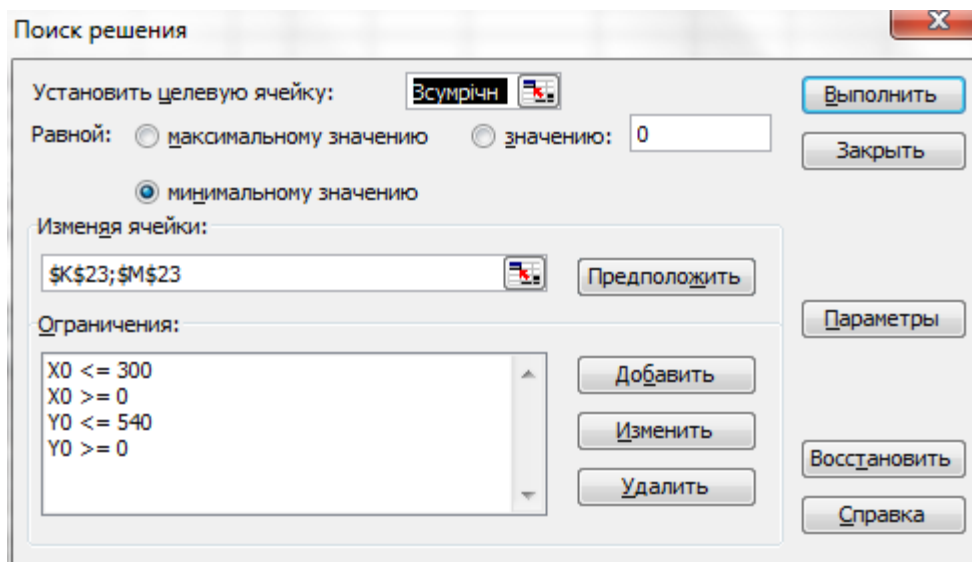 Поиск решения
Установить целевую ячейку: Зсумрічн
Выполнить
Равной: максимальному значению значению: 0
Закрыть
минимальному значению
Изменяя ячейки:
$K$23;$M$23 Предположить
Ограничения:
Параметры
X0 <= 300
X0 >= 0
Y0 <= 540
Y0 >= 0
Добавить
Изменить
Удалить
Восстановить
Справка